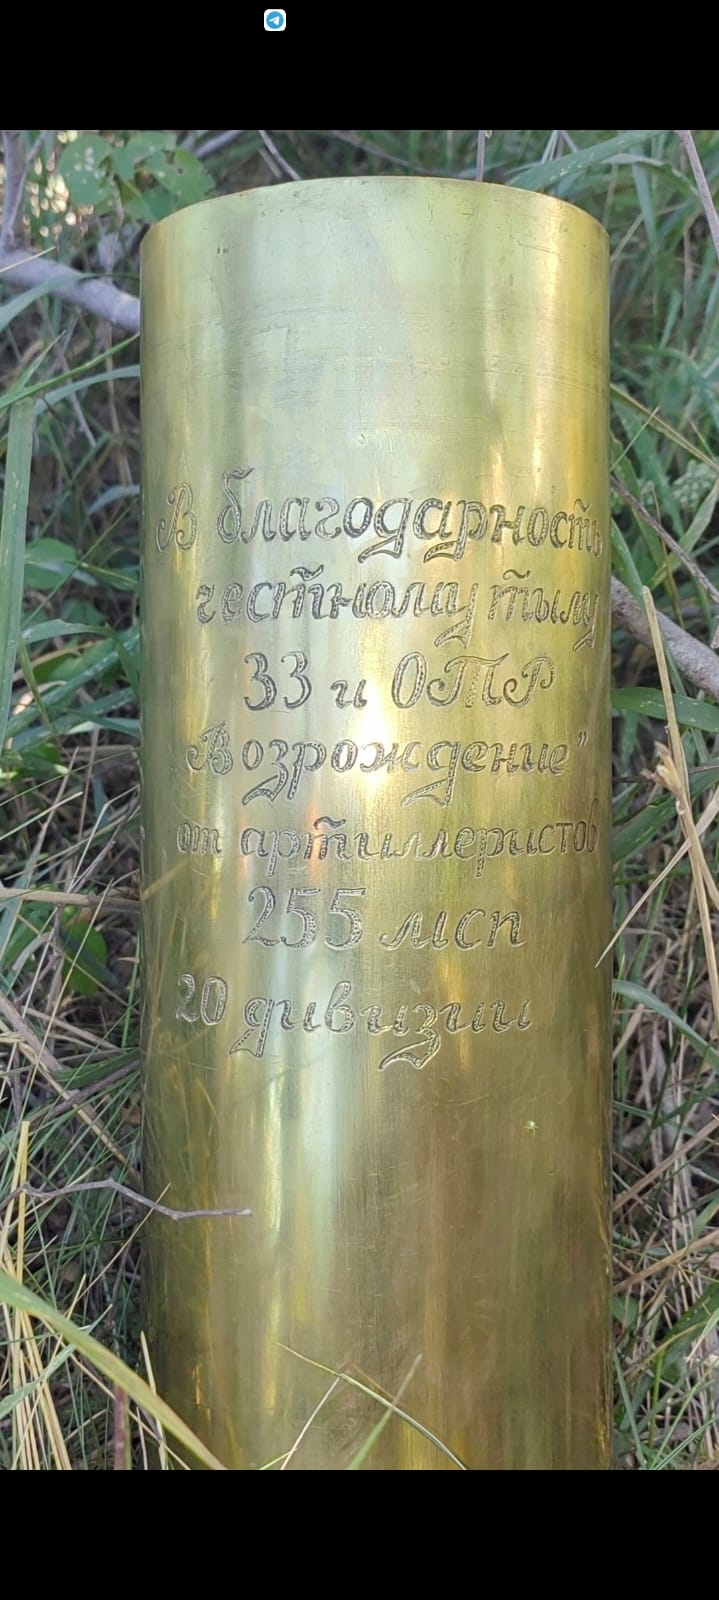 В благодарность
честному тылу
33 и ОТР
Возрождение"
от артиллеристов
255 мсп
20 дивизии